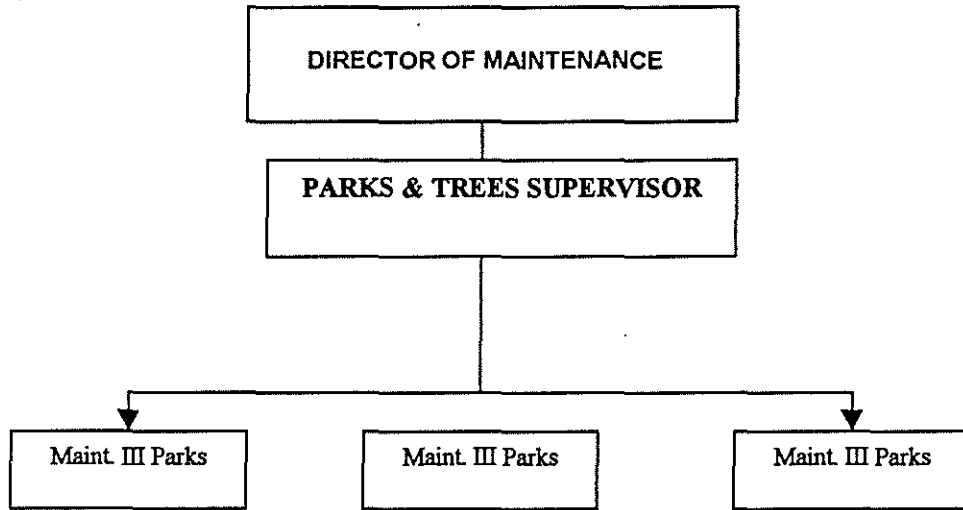 DIRECTOR OF MAINTENANCE
PARKS & TREES SUPERVISOR
Maint. III Parks
Maint. III Parks
Maint. III Parks